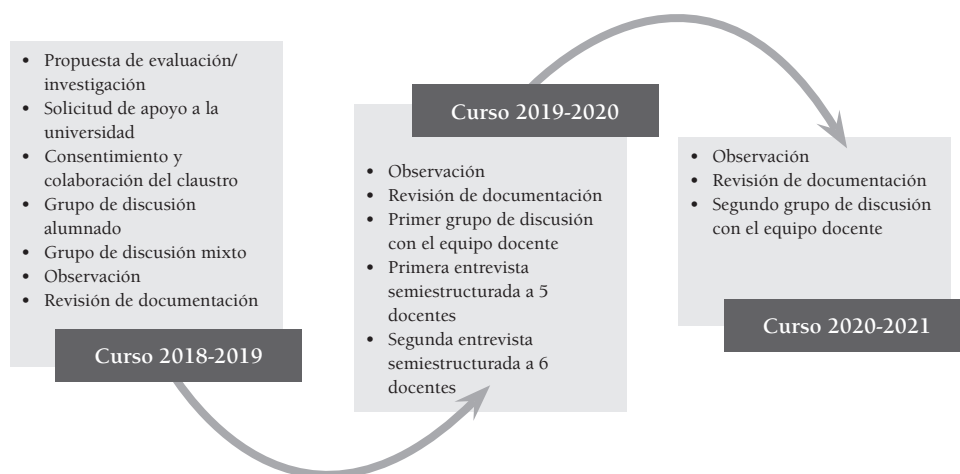 • Propuesta de evaluación/
investigación
• Solicitud de apoyo a la
universidad
• Consentimiento y
colaboración del claustro
• Grupo de discusión
alumnado
• Grupo de discusión mixto
• Observación
• Revisión de documentación
Curso 2018-2019
Curso 2019-2020
• Observación
• Revisión de documentación
• Primer grupo de discusión
con el equipo docente
• Primera entrevista
semiestructurada a 5
docentes
• Segunda entrevista
semiestructurada a 6
docentes
• Observación
• Revisión de documentación
• Segundo grupo de discusión
con el equipo docente
Curso 2020-2021